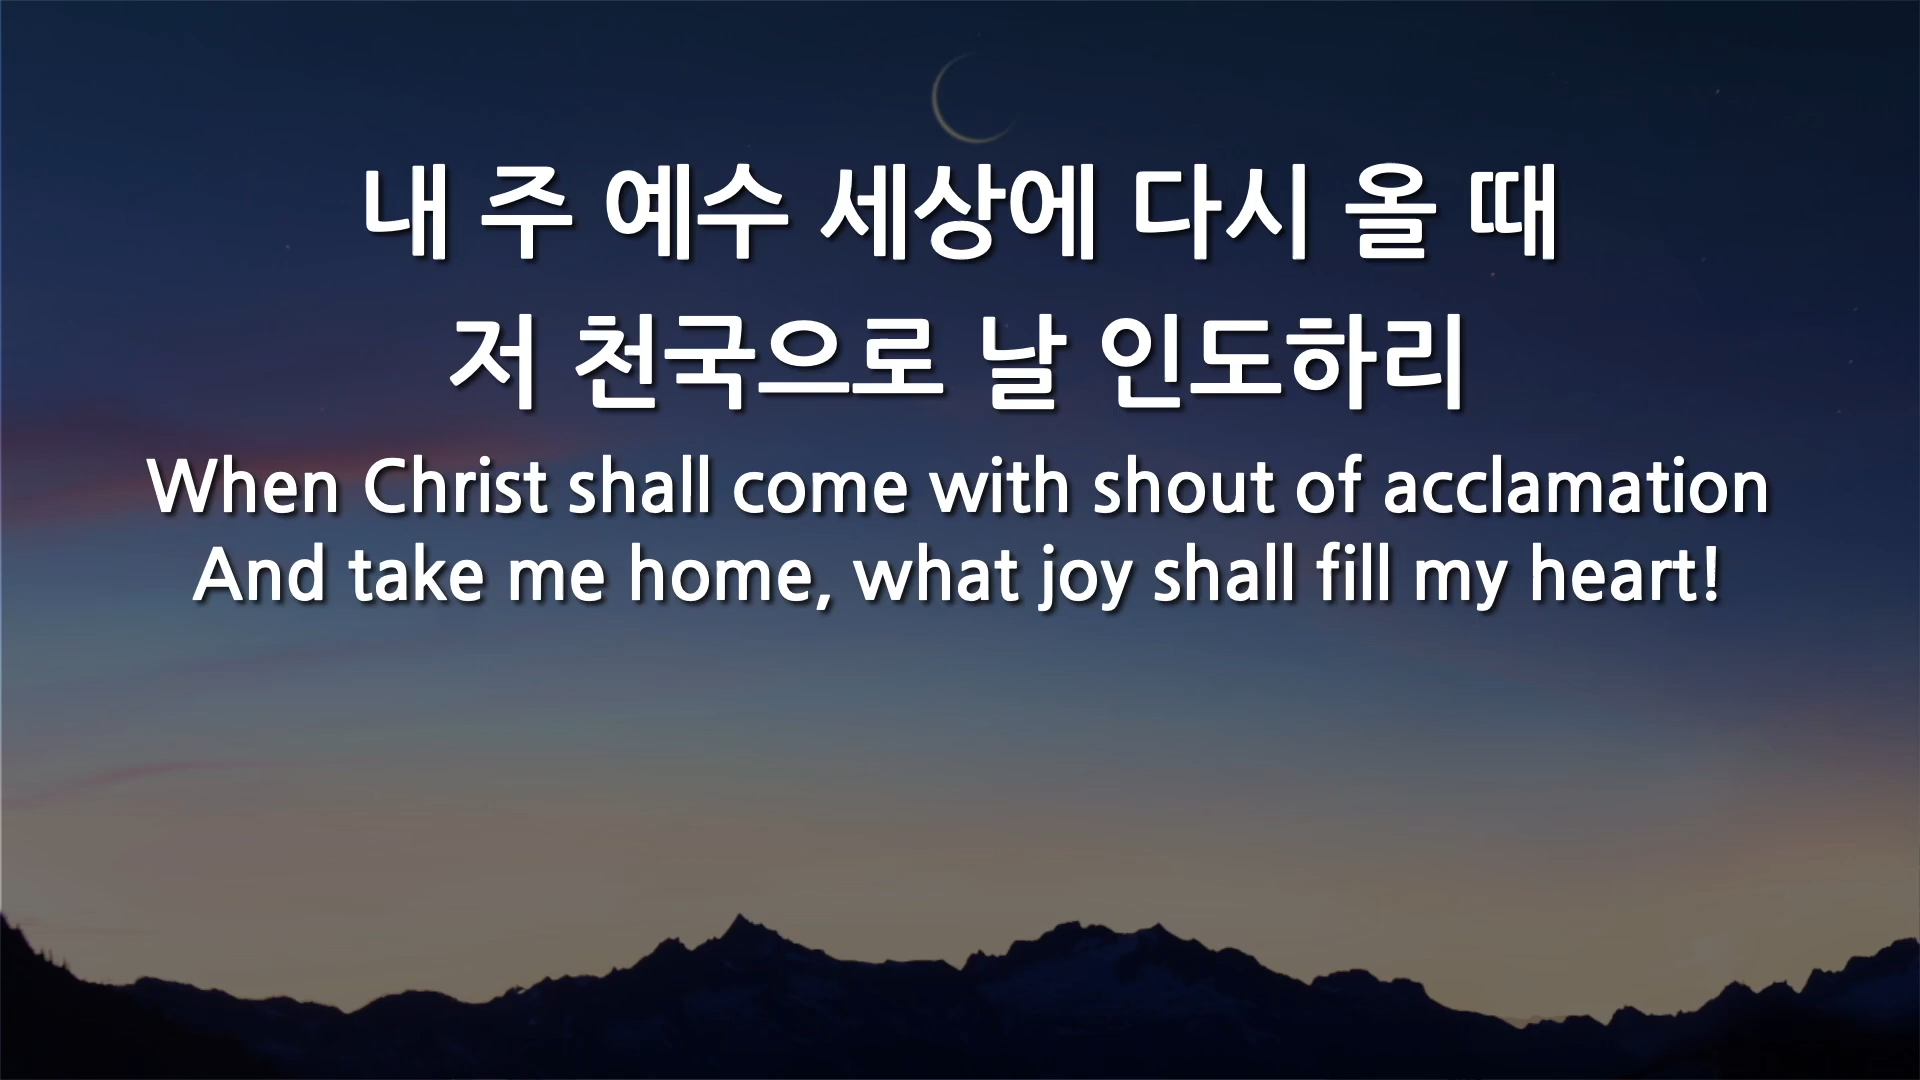 내 주 예수 세상에 다시 올 때
저 천국으로 날 인도하리
When Christ shall come with shout of acclamation
And take me home, what joy shall fill my heart!